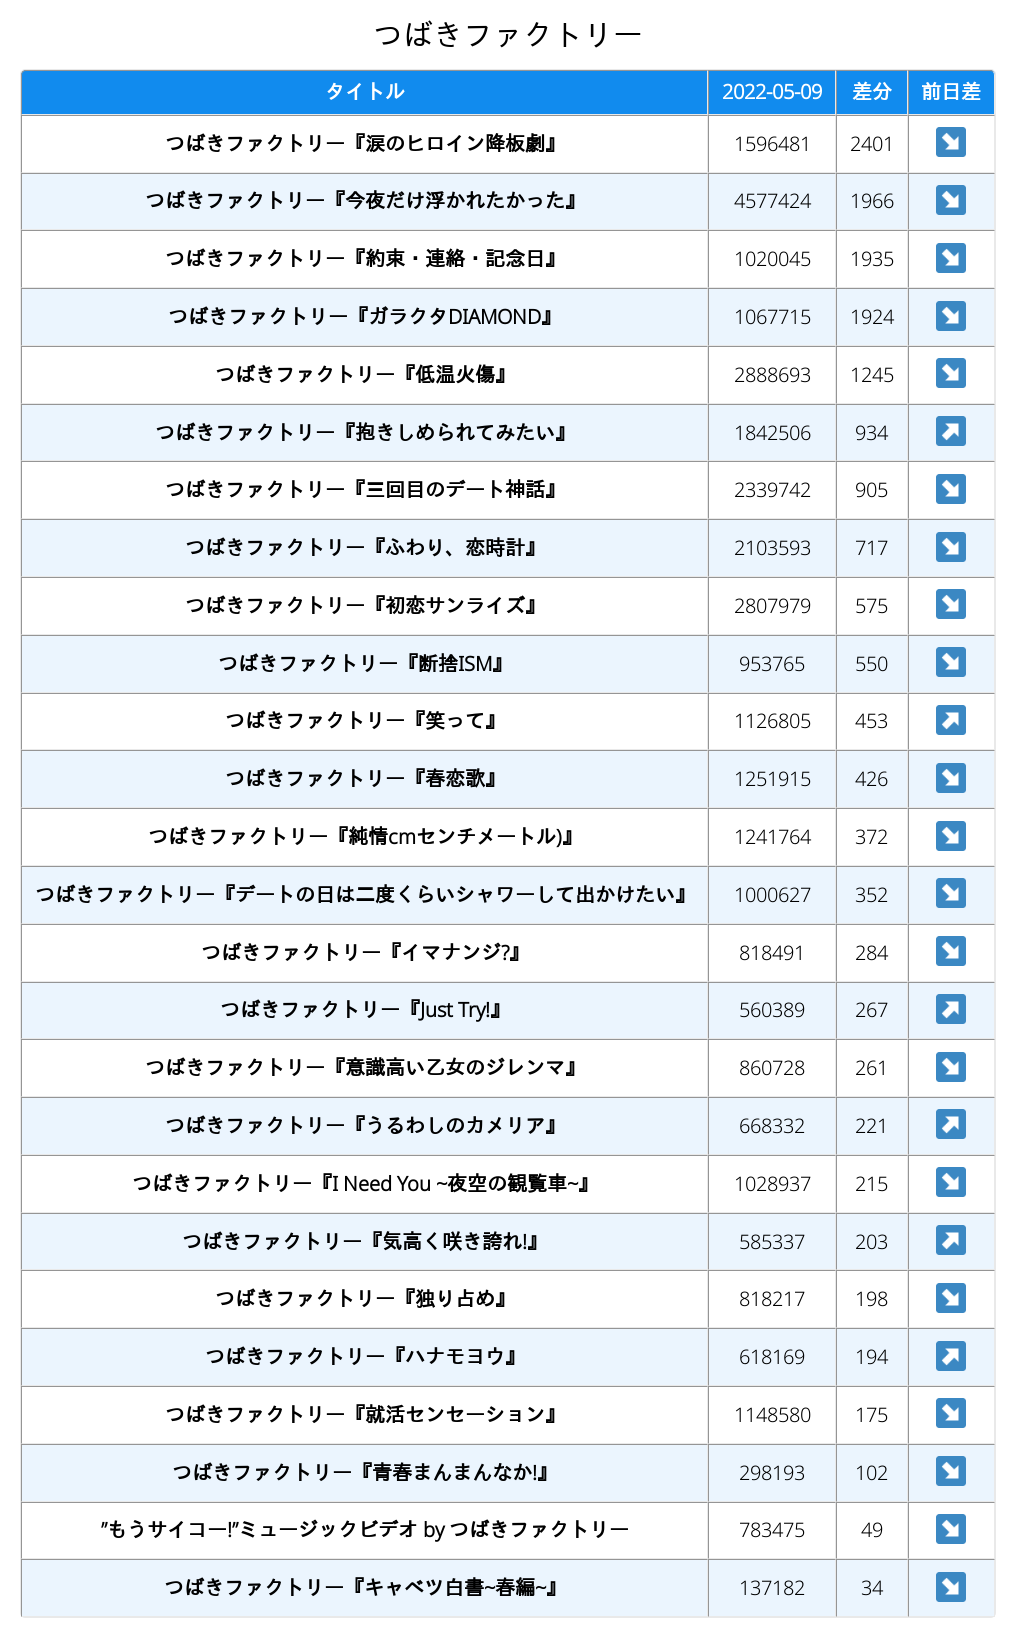 つばきファクトリー
タイトル 2022-05-09 差分 前日差
つばきファクトリー『涙のヒロイン降板劇』 1596481 2401 ↘
つばきファクトリー『今夜だけ浮かれたかった』 4577424 1966 ↘
つばきファクトリー『約束・連絡・記念日』 1020045 1935 ↘
つばきファクトリー『ガラクタDIAMOND』 1067715 1924 ↘
つばきファクトリー『低温火傷』 2888693 1245 ↘
つばきファクトリー『抱きしめられてみたい』 1842506 934 ↗
つばきファクトリー『三回目のデート神話』 2339742 905 ↘
つばきファクトリー『ふわり、恋時計』 2103593 717 ↘
つばきファクトリー『初恋サンライズ』 2807979 575 ↘
つばきファクトリー『断捨ISM』 953765 550 ↘
つばきファクトリー『笑って』 1126805 453 ↗
つばきファクトリー『春恋歌』 1251915 426 ↘
つばきファクトリー『純情cmセンチメートル)』 1241764 372 ↘
つばきファクトリー『デートの日は二度くらいシャワーして出かけたい』 1000627 352 ↘
つばきファクトリー『イマナンジ?』 818491 284 ↘
つばきファクトリー『Just Try!』 560389 267 ↗
つばきファクトリー『意識高い乙女のジレンマ』 860728 261 ↘
つばきファクトリー『うるわしのカメリア』 668332 221 ↗
つばきファクトリー『I Need You ~夜空の観覧車~』 1028937 215 ↘
つばきファクトリー『気高く咲き誇れ!』 585337 203 ↗
つばきファクトリー『独り占め』 818217 198 ↘
つばきファクトリー『ハナモヨウ』 618169 194 ↗
つばきファクトリー『就活センセーション』 1148580 175 ↘
つばきファクトリー『青春まんまんなか!』 298193 102 ↘
”もうサイコー!”ミュージックビデオ by つばきファクトリー 783475 49 ↘
つばきファクトリー『キャベツ白書~春編~』 137182 34 ↘